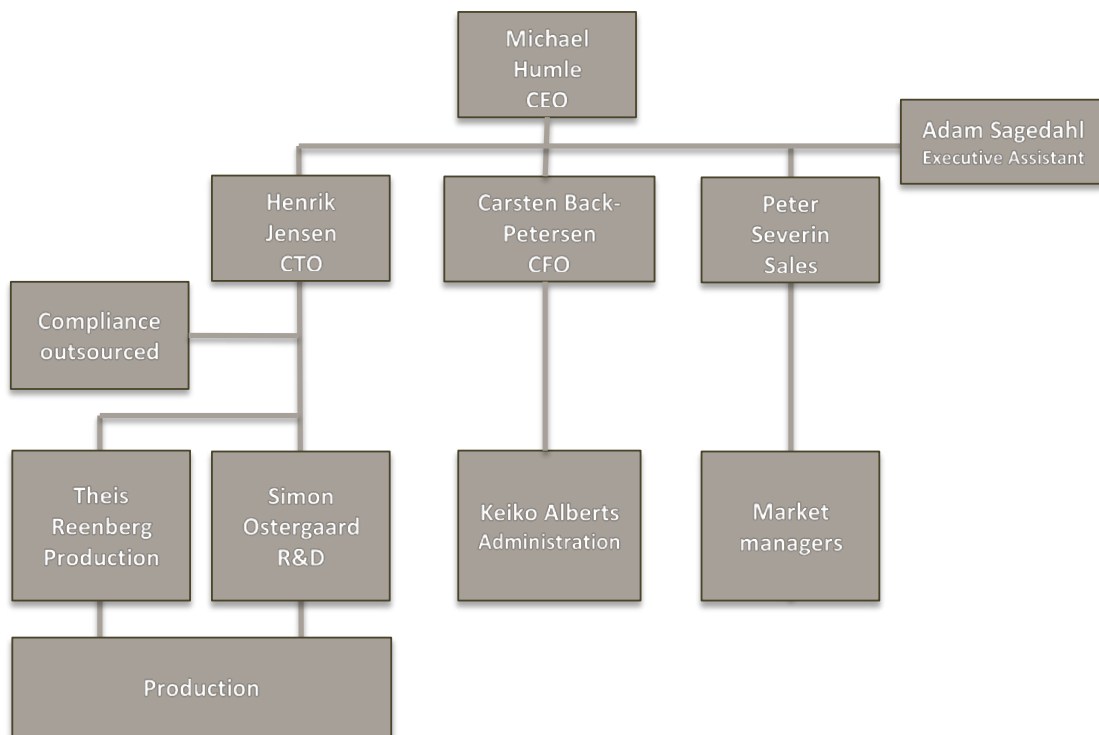 Michael
Humle
CEO
Adam Sagedahl
Executive Assistant
Henrik
Jensen
CTO
Carsten Back-
Petersen
CFO
Peter
Severin
Sales
Compliance
outsourced
Theis
Reenberg
Production
Simon
Ostergaard
R&D
Keiko Alberts
Administration
Market
managers
Production